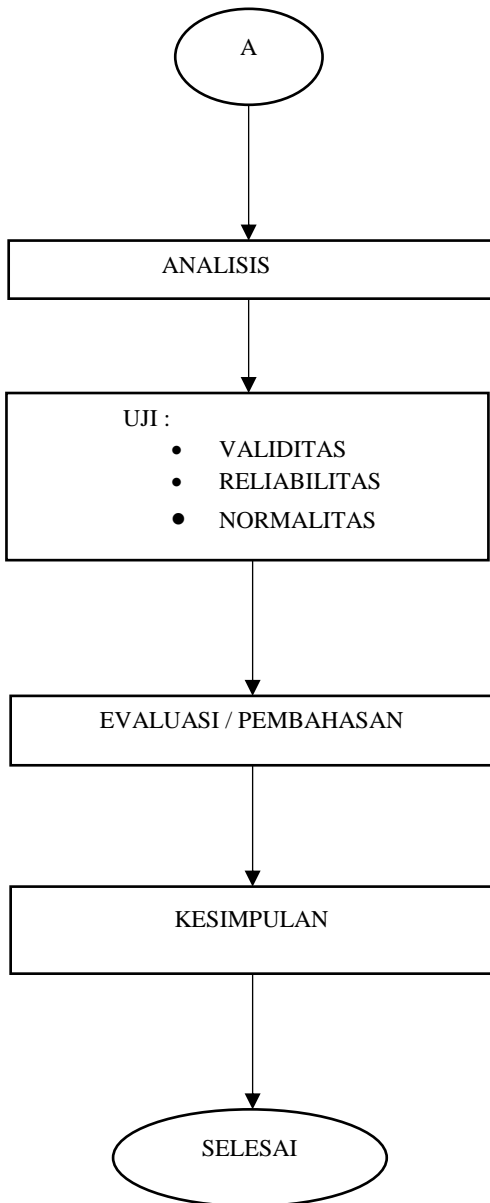 A
ANALISIS
UJI :
• VALIDITAS
• RELIABILITAS
• NORMALITAS
EVALUASI / PEMBAHASAN
KESIMPULAN
SELESAI